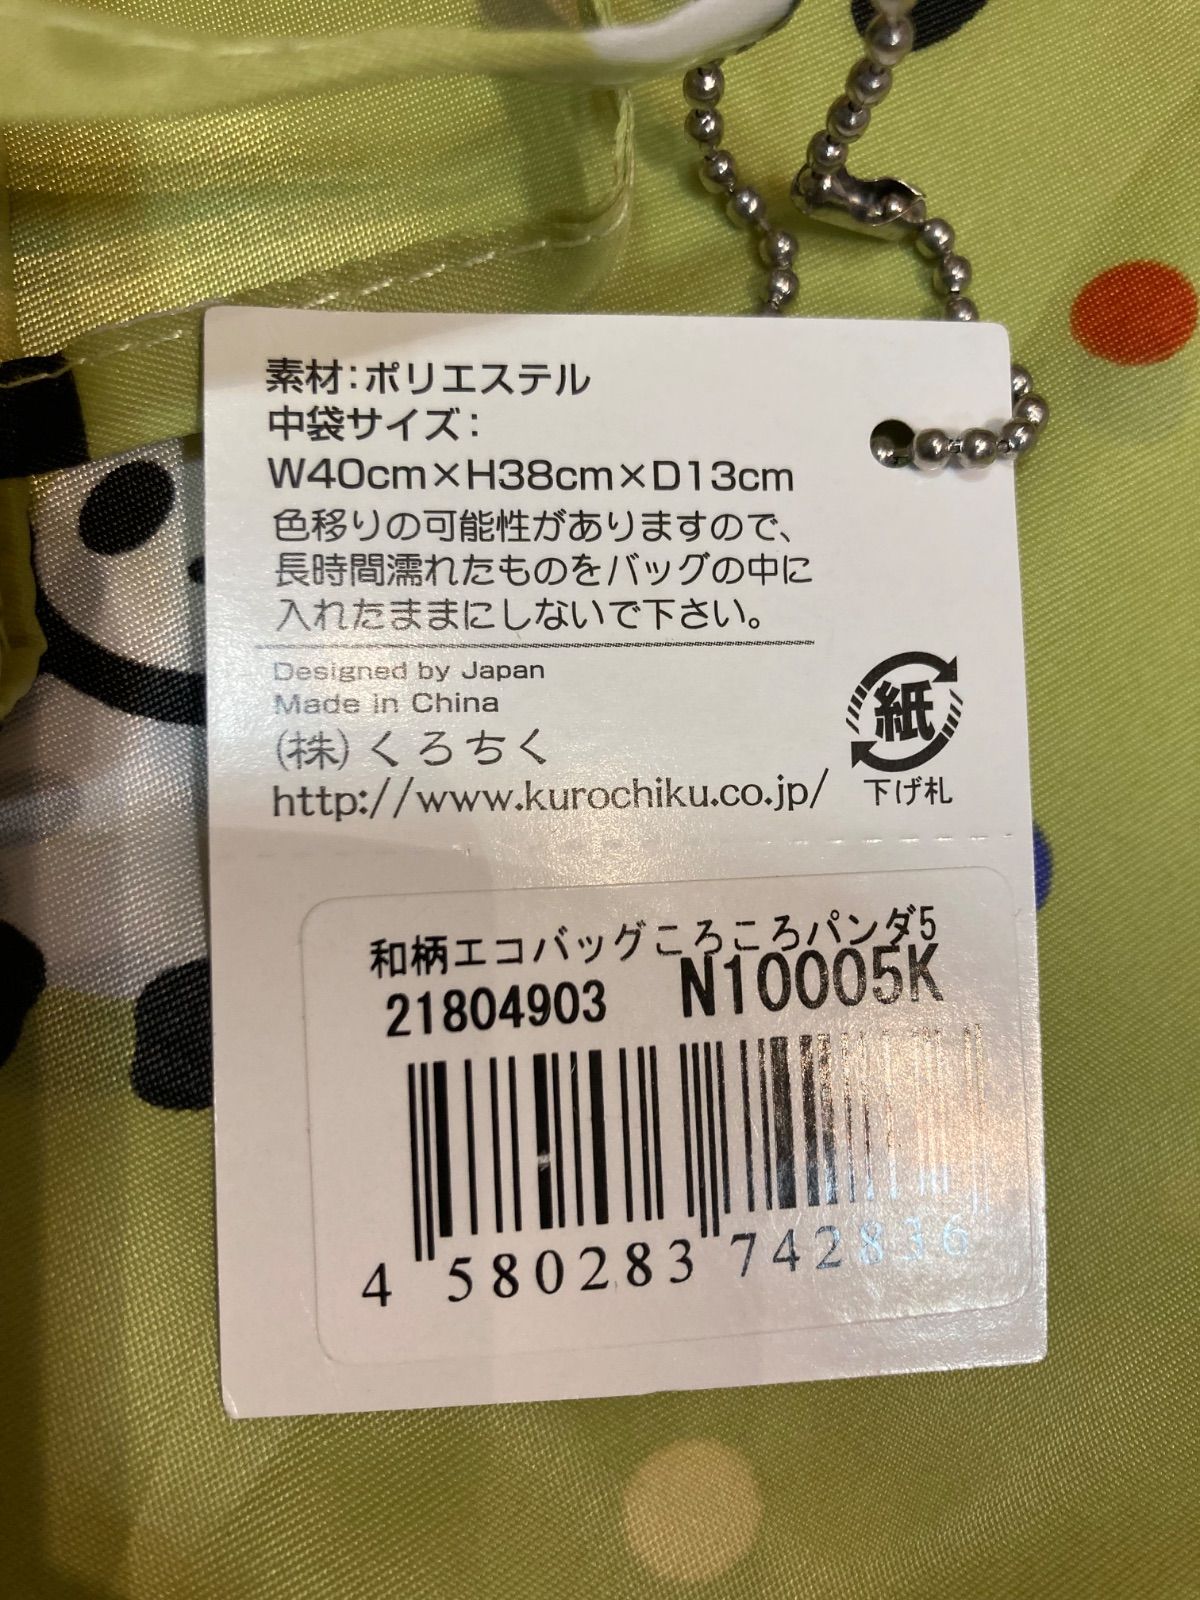 素材:ポリエステル
中袋サイズ:
W40cm×H38cm×D13cm
色移りの可能性がありますので、
長時間濡れたものをバッグの中に
入れたままにしないで下さい。
Designed by Japan
Made in China
(株)くろちく
http://www.kurochiku.co.jp/
紙
下げ札
和柄エコバッグころころパンダ5
21804903 N10005K
4 580283 742836